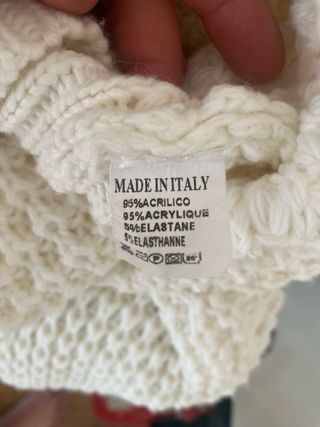 MADE IN ITALY
95%ACRILICO
95%ACRYLIQUE
5%ELASTANE
5%ELASTHANNE
P